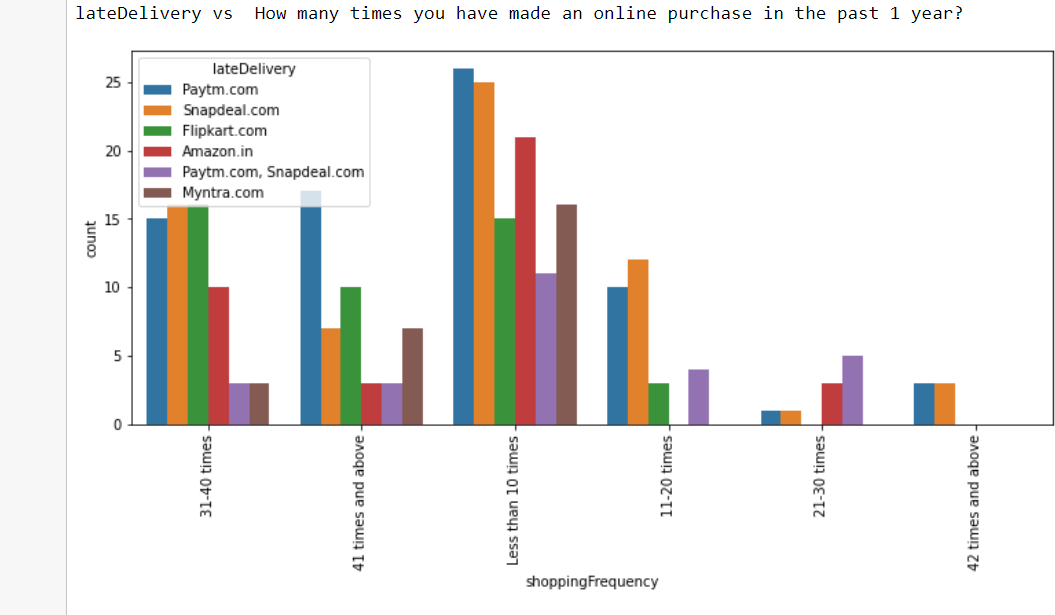 lateDelivery vs  How many times you have made an online purchase in the past 1 year?
lateDelivery
Paytm.com
Snapdeal.com
Flipkart.com
Amazon.in
Paytm.com, Snapdeal.com
Myntra.com
25
20
15
10
5
0
count
31-40 times
41 times and above
Less than 10 times
11-20 times
21-30 times
42 times and above
shoppingFrequency